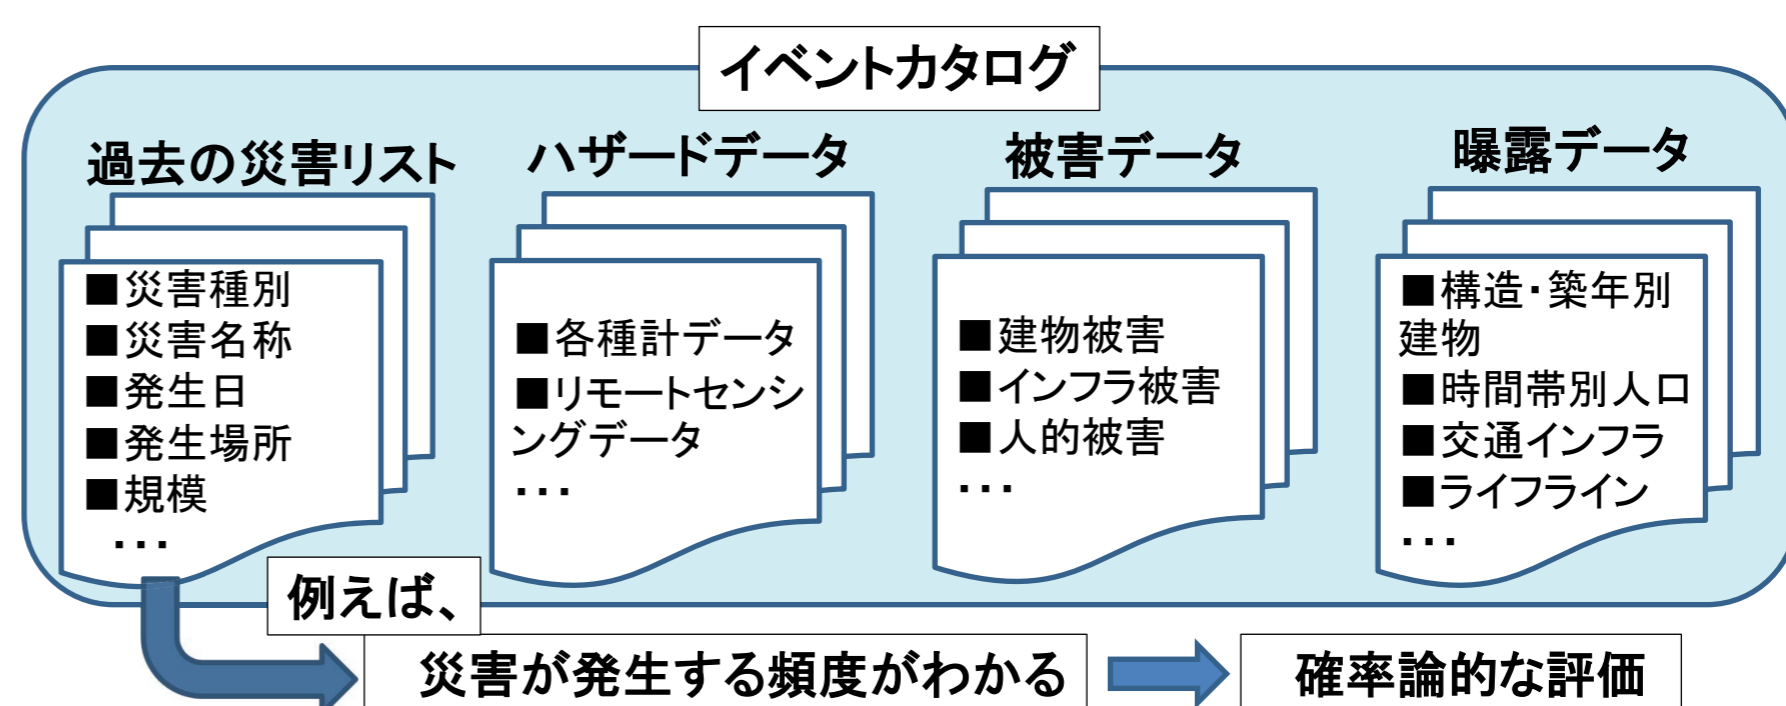 イベントカタログ
過去の災害リスト
■災害種別
■災害名称
■発生日
■発生場所
■規模
・・・
ハザードデータ
■各種計データ
■リモートセンシ
ングデータ
・・・
被害データ
■建物被害
■インフラ被害
■人的被害
・・・
曝露データ
■構造・築年別
建物
■時間帯別人口
■交通インフラ
■ライフライン
・・・
例えば、
災害が発生する頻度がわかる
確率論的な評価